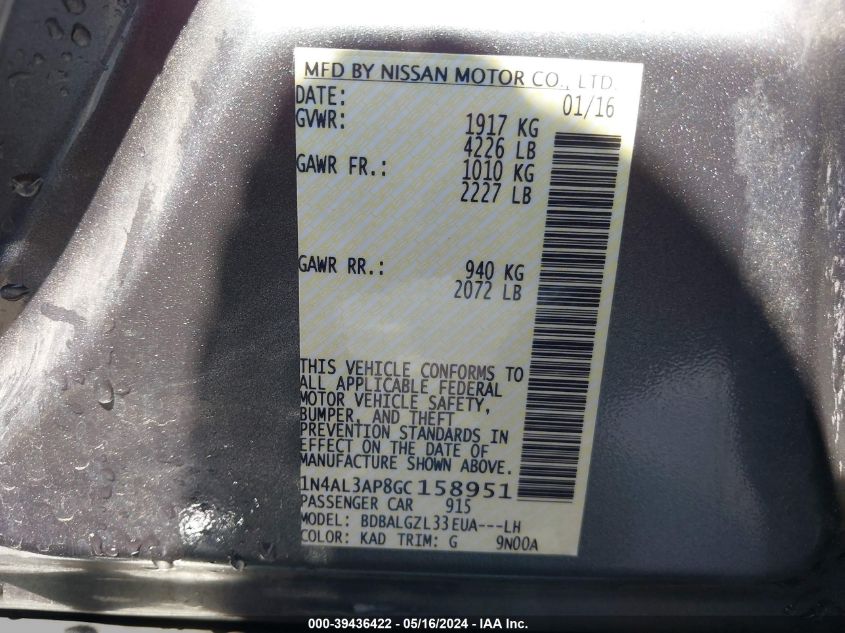 MFD BY NISSAN MOTOR CO., LTD.
DATE: 01/16
GVWR: 1917 KG
4226 LB
GAWR FR.: 1010 KG
2227 LB
GAWR RR.: 940 KG
2072 LB
THIS VEHICLE CONFORMS TO
ALL APPLICABLE FEDERAL
MOTOR VEHICLE SAFETY,
BUMPER, AND THEFT
PREVENTION STANDARDS IN
EFFECT ON THE DATE OF
MANUFACTURE SHOWN ABOVE.
1N4AL3AP8GC158951
PASSENGER CAR 915
MODEL: BDBALGZL33EUA---LH
COLOR: KAD TRIM: G 9N00A
000-39436422 - 05/16/2024 - IAA Inc.